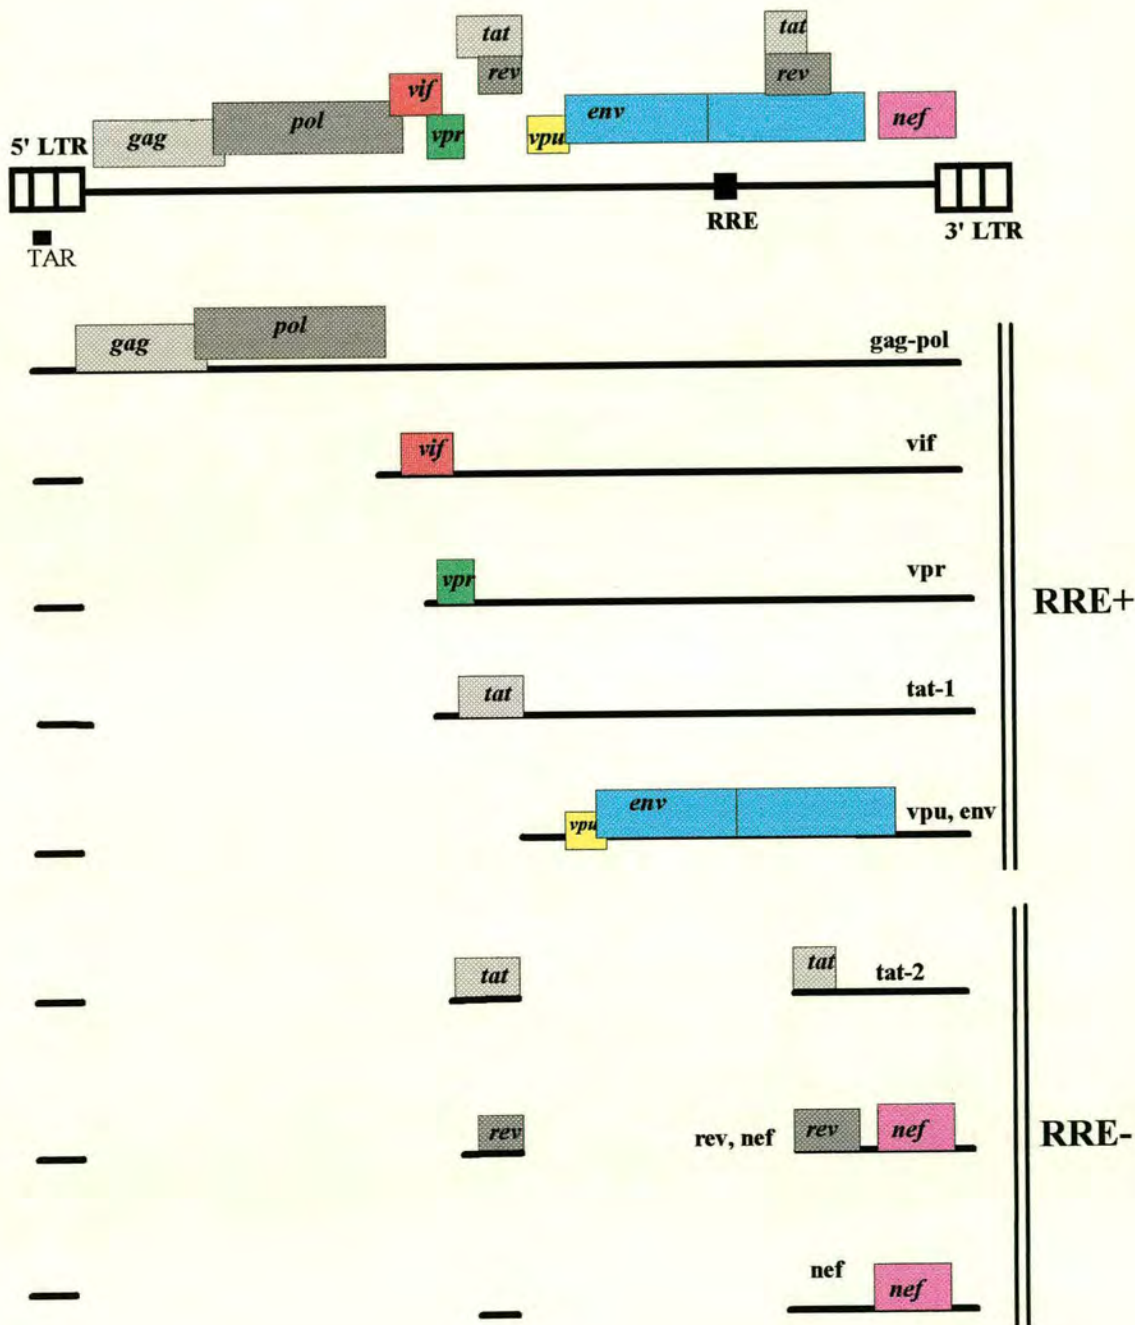 tat
tat
rev
rev
vif
env
pol
nef
gag
vpr
vpu
5' LTR
RRE
3' LTR
TAR
pol
gag
gag-pol
vif
vif
vpr
vpr
RRE+
tat
tat-1
env
vpu
vpu, env
tat
tat
tat-2
rev
rev, nef
rev
nef
RRE-
nef
nef